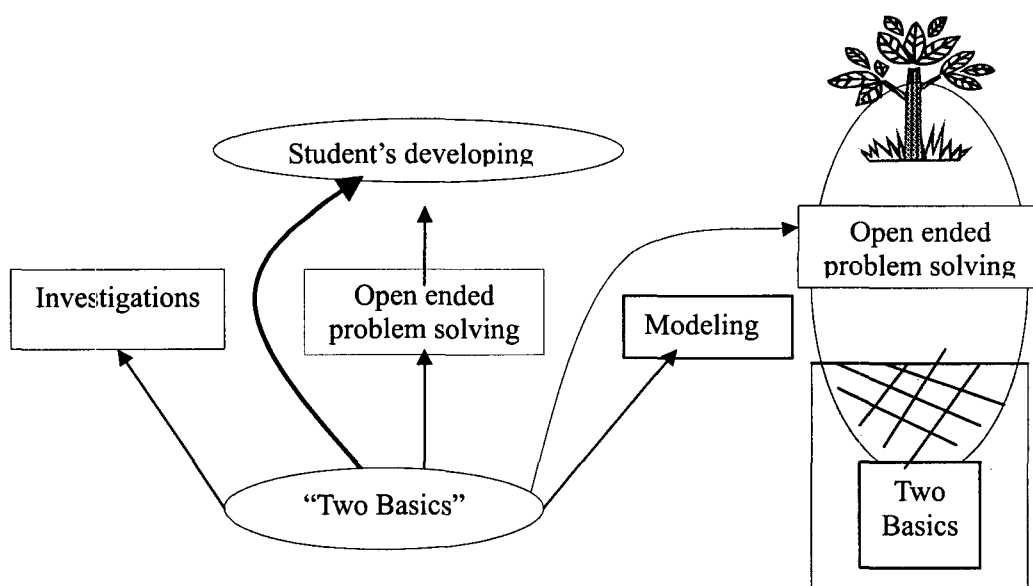 Student's developing
Open ended
problem solving
Investigations
Open ended
problem solving
Modeling
“Two Basics”
Two
Basics